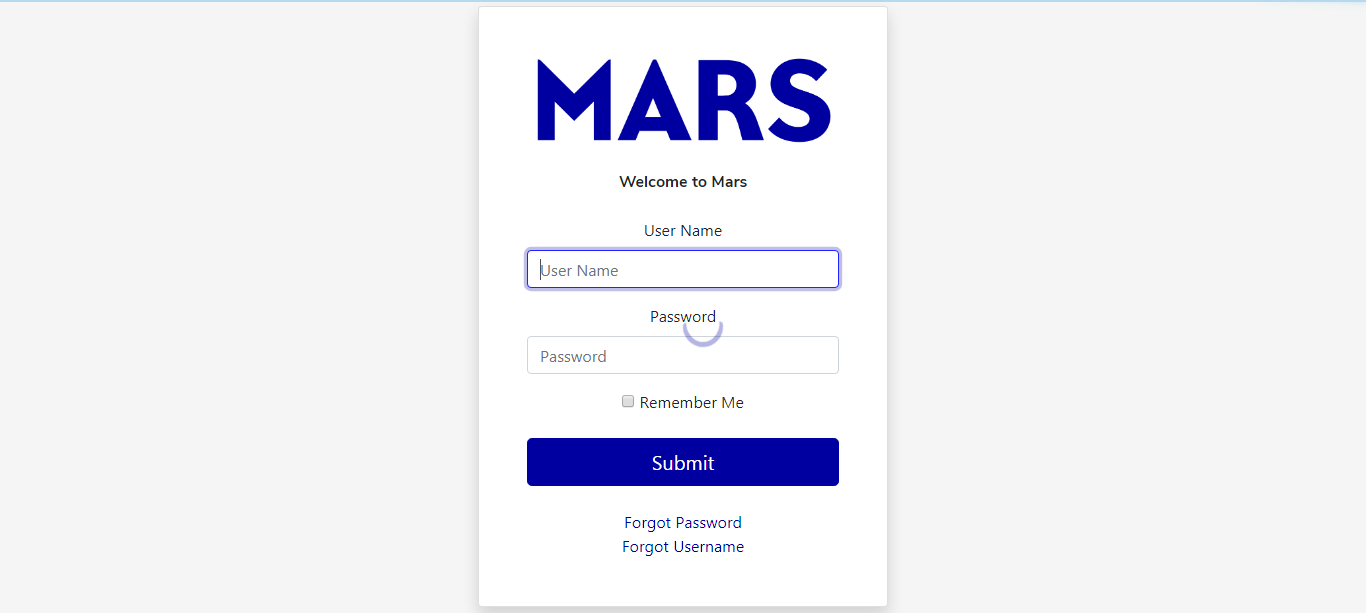 MARS
Welcome to Mars
User Name
User Name
Password
Password
Remember Me
Submit
Forgot Password
Forgot Username